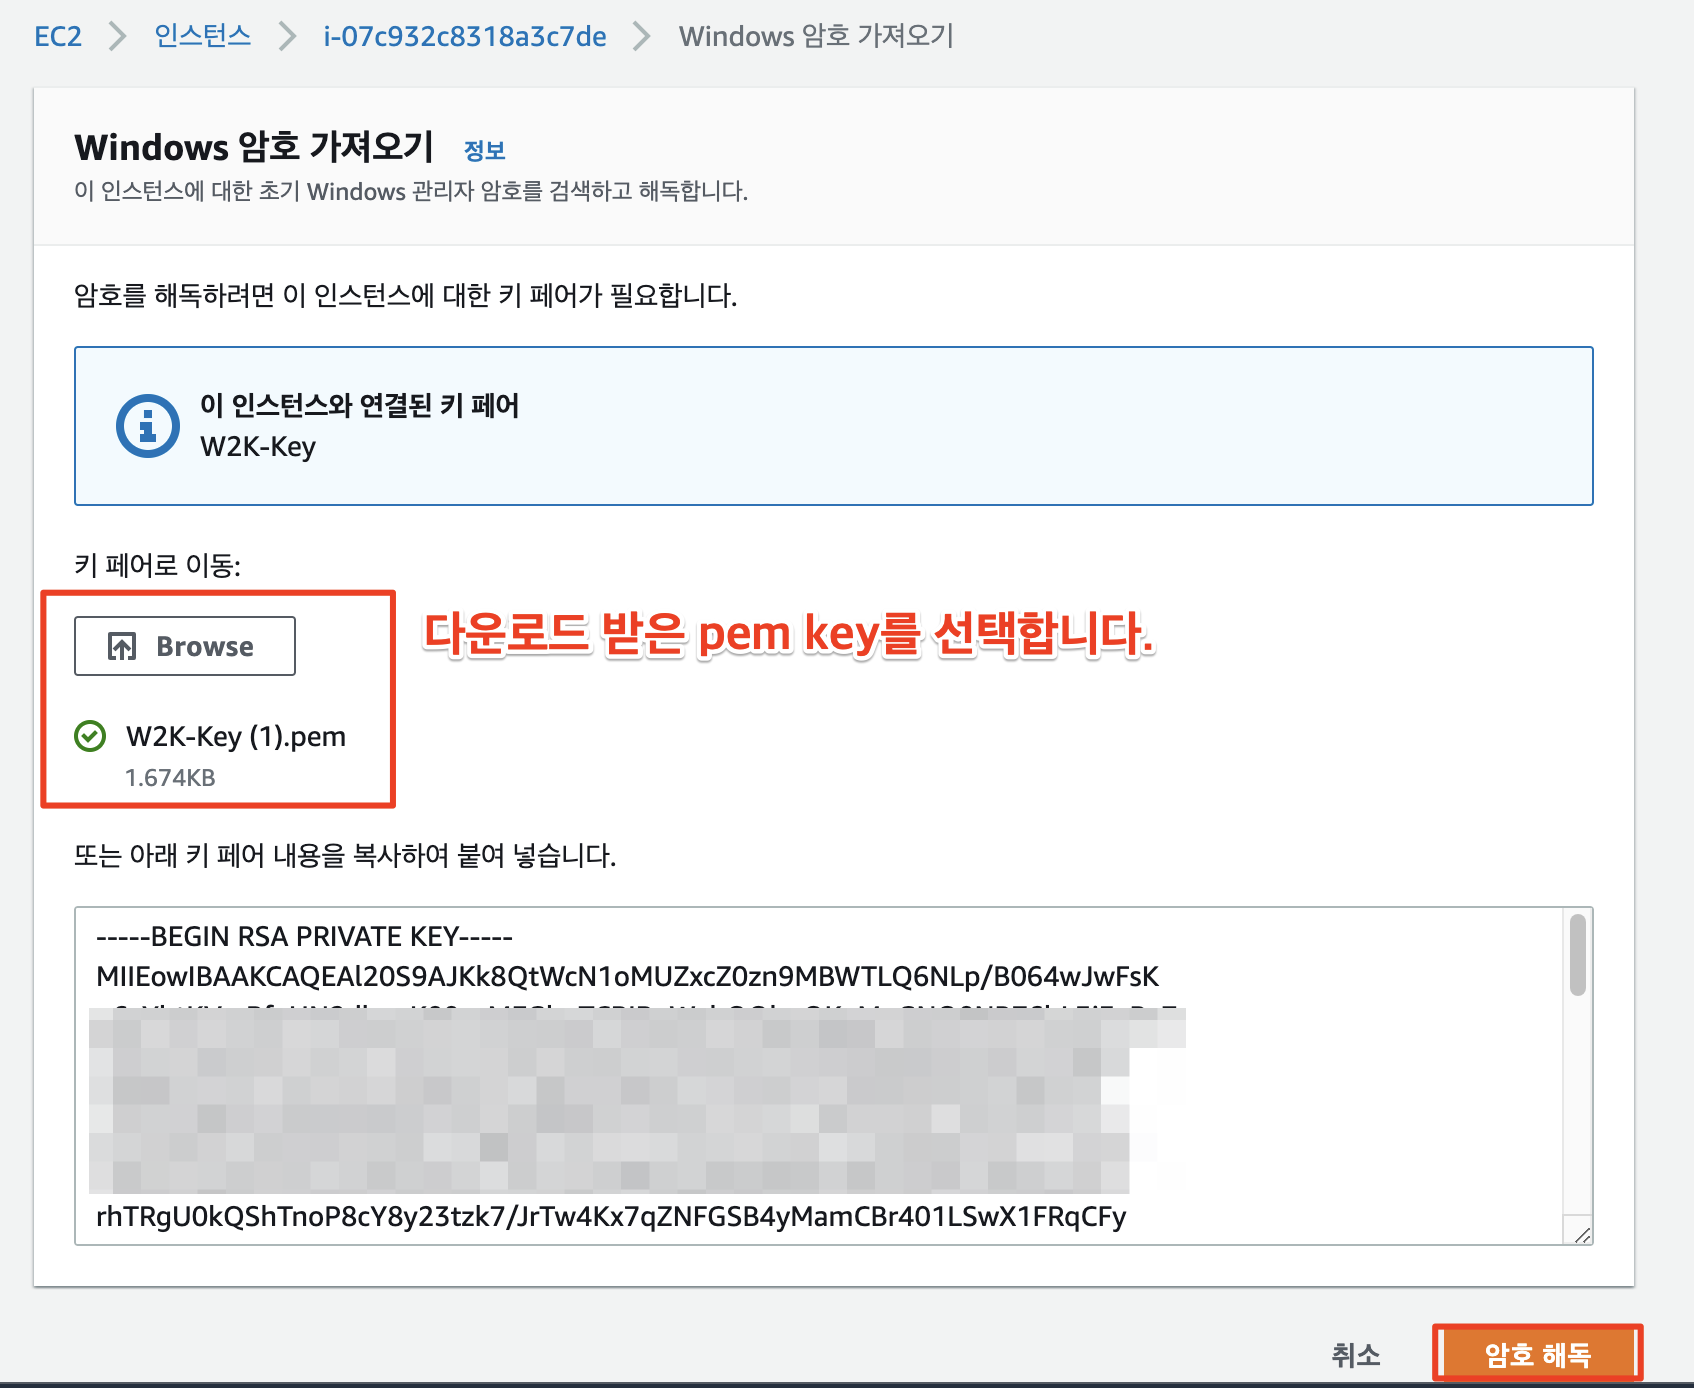 EC2 > 인스턴스 > i-07c932c8318a3c7de > Windows 암호 가져오기
Windows 암호 가져오기 정보
이 인스턴스에 대한 초기 Windows 관리자 암호를 검색하고 해독합니다.
암호를 해독하려면 이 인스턴스에 대한 키 페어가 필요합니다.
이 인스턴스와 연결된 키 페어
W2K-Key
키 페어로 이동:
Browse
다운로드 받은 pem key를 선택합니다.
W2K-Key (1).pem
1.674KB
또는 아래 키 페어 내용을 복사하여 붙여 넣습니다.
-----BEGIN RSA PRIVATE KEY-----
MIIEowIBAAKCAQEAl20S9AJKk8QtWcN1oMUZxcZ0zn9MBWTLQ6NLp/B064wJwFsK
rhTRgU0kQShTnoP8cY8y23tzk7/JrTw4Kx7qZNFGSB4yMamCBr401LSwX1FRqCFy
취소
암호 해독